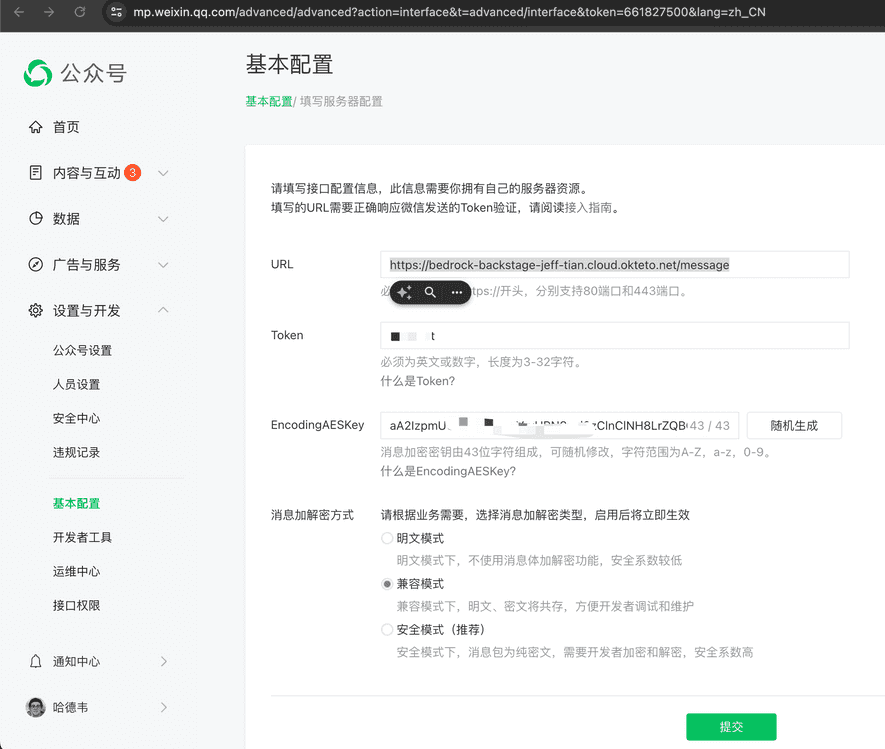 mp.weixin.qq.com/advanced/advanced?action=interface&t=advanced/interface&token=661827500&lang=zh_CN
公众号
首页
内容与互动 3
数据
广告与服务
设置与开发
公众号设置
人员设置
安全中心
违规记录
基本配置
开发者工具
运维中心
接口权限
通知中心
哈德韦
基本配置
基本配置/ 填写服务器配置
请填写接口配置信息，此信息需要你拥有自己的服务器资源。
填写的URL需要正确响应微信发送的Token验证，请阅读接入指南。
URL
https://bedrock-backstage-jeff-tian.cloud.okteto.net/message
开头，分别支持80端口和443端口。
Token
t
必须为英文或数字，长度为3-32字符。
什么是Token?
EncodingAESKey
43 / 43
随机生成
消息加密密钥由43位字符组成，可随机修改，字符范围为A-Z，a-z，0-9。
什么是EncodingAESKey?
消息加解密方式
请根据业务需要，选择消息加解密类型，启用后将立即生效
明文模式
明文模式下，不使用消息体加解密功能，安全系数较低
兼容模式
兼容模式下，明文、密文将共存，方便开发者调试和维护
安全模式（推荐）
安全模式下，消息包为纯密文，需要开发者加密和解密，安全系数高
提交